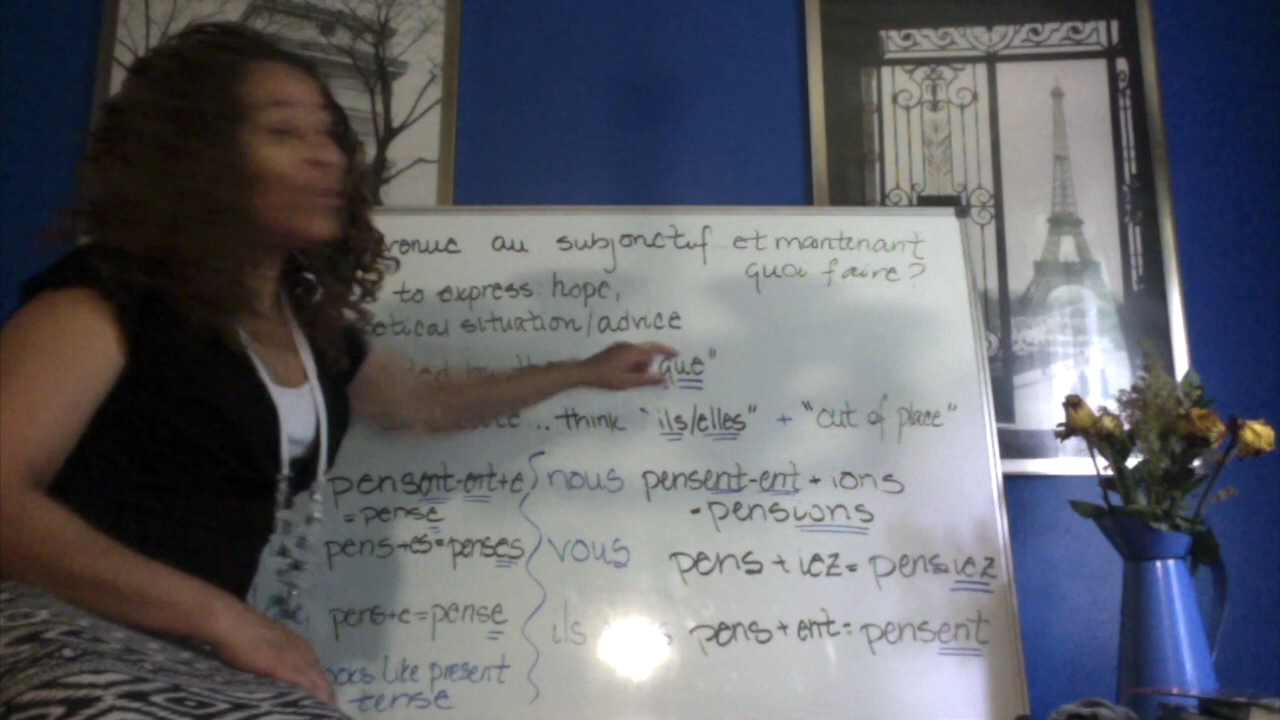 au subjonctif et maintenant
quoi faire?
to express hope,
situation/advice
"que"
.. think "ils/elles" + "out of place"
pensent-ent+e
=pense
pens+es=penses
pens+e=pense
looks like present
tense
nous pensent-ent + ions
-pensions
vous pens + iez= pensiez
ils pens + ent: pensent